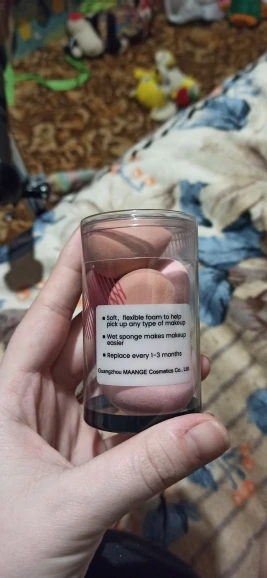 ▪ Soft, flexible foam to help
pick up any type of makeup
▪ Wet sponge makes makeup
easier
▪ Replace every 1-3 months
Guangzhou MAANGE Cosmetics Co., Ltd.